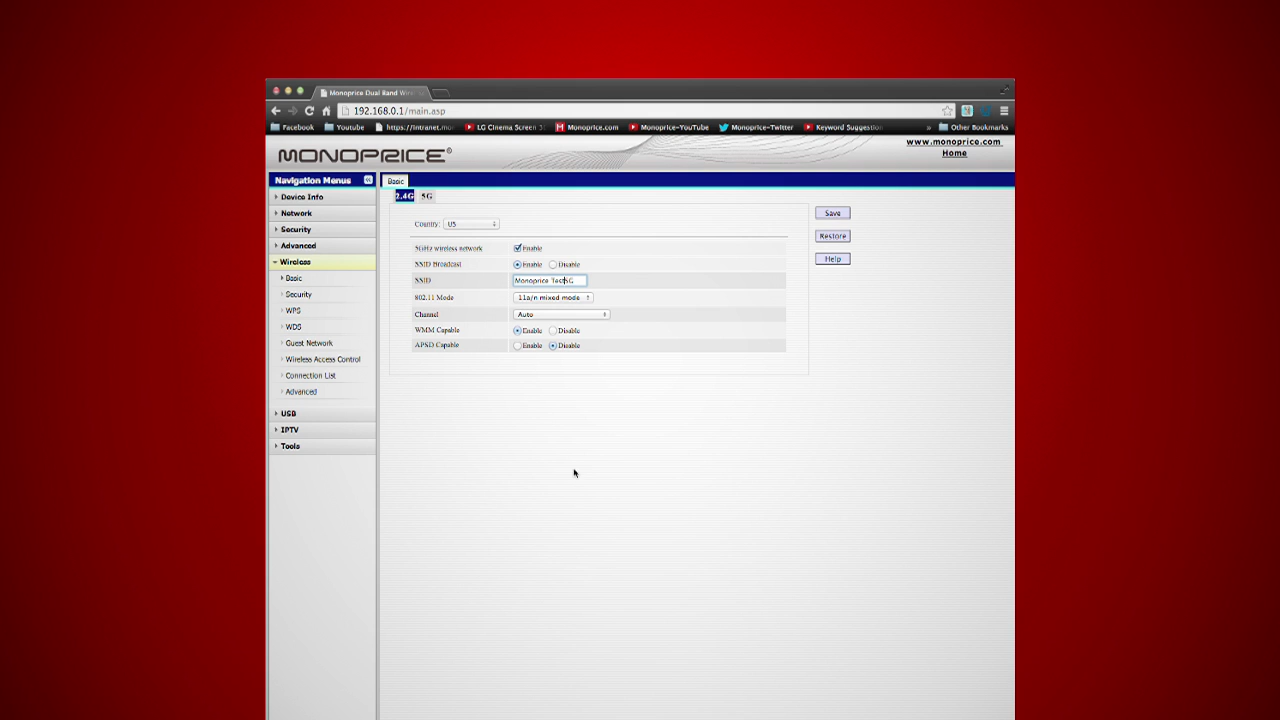 Monoprice Dual Band Wire
192.168.0.1/main.asp
Facebook Youtube https://intranet.mo LG Cinema Screen Monoprice.com Monoprice-YouTube Monoprice-Twitter Keyword Suggestion » Other Bookmarks
MONOPRICE®
www.monoprice.com
Home
Navigation Menus
Basic
Device Info
2.4G 5G
Network
Save
Country: US
Security
Restore
Advanced
5GHz wireless network Enable
Wireless
SSID Broadcast Enable Disable
Help
Basic
SSID Monoprice Test5G
Security
802.11 Mode 11a/n mixed mode
WPS
Channel Auto
WDS
WMM Capable Enable Disable
Guest Network
APSD Capable Enable Disable
Wireless Access Control
Connection List
Advanced
USB
IPTV
Tools